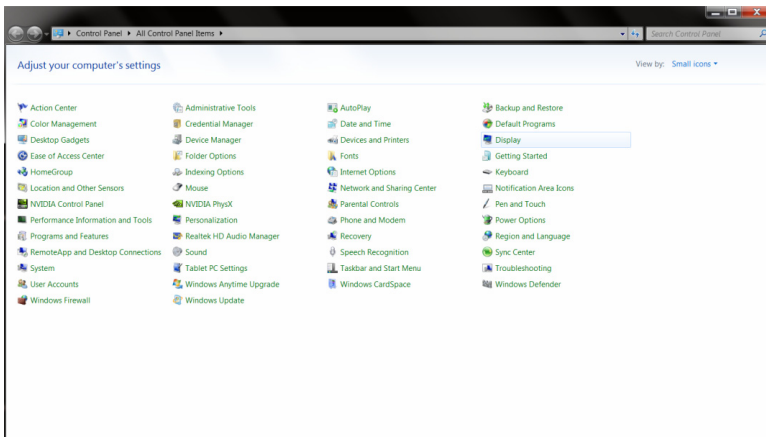 Control Panel All Control Panel Items Search Control Panel
Adjust your computer's settings View by: Small icons
Action Center Administrative Tools AutoPlay Backup and Restore
Color Management Credential Manager Date and Time Default Programs
Desktop Gadgets Device Manager Devices and Printers Display
Ease of Access Center Folder Options Fonts Getting Started
HomeGroup Indexing Options Internet Options Keyboard
Location and Other Sensors Mouse Network and Sharing Center Notification Area Icons
NVIDIA Control Panel NVIDIA PhysX Parental Controls Pen and Touch
Performance Information and Tools Personalization Phone and Modem Power Options
Programs and Features Realtek HD Audio Manager Recovery Region and Language
RemoteApp and Desktop Connections Sound Speech Recognition Sync Center
System Tablet PC Settings Taskbar and Start Menu Troubleshooting
User Accounts Windows Anytime Upgrade Windows CardSpace Windows Defender
Windows Firewall Windows Update